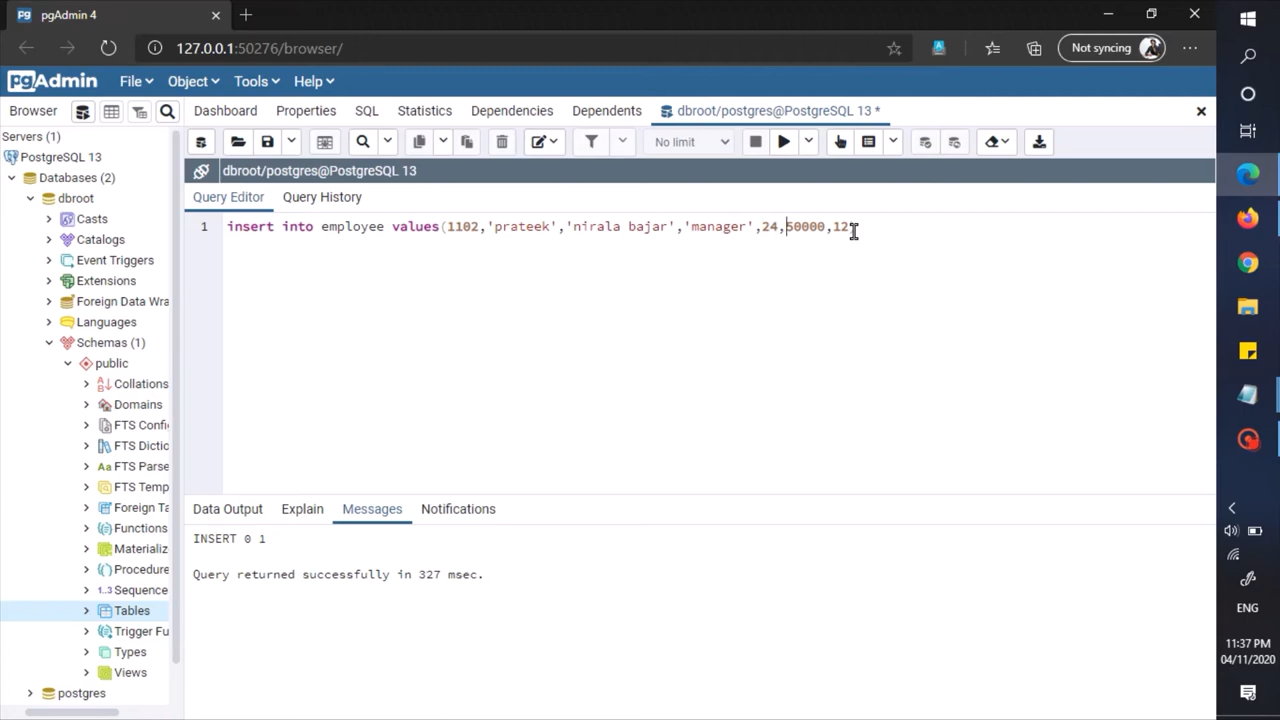 pgAdmin 4
127.0.0.1:50276/browser/
Not syncing
pgAdmin File Object Tools Help
Browser Dashboard Properties SQL Statistics Dependencies Dependents dbroot/postgres@PostgreSQL 13 *
No limit
dbroot/postgres@PostgreSQL 13
Query Editor Query History
1 insert into employee values(1102,'prateek','nirala bajar','manager',24,50000,12
Servers (1)
PostgreSQL 13
Databases (2)
dbroot
Casts
Catalogs
Event Triggers
Extensions
Foreign Data Wra
Languages
Schemas (1)
public
Collations
Domains
FTS Confi
FTS Dictio
Aa FTS Parse
FTS Temp
Foreign Ta
Functions
Materializ
Procedure
1..3 Sequence
Tables
Trigger Fu
Types
Views
postgres
Data Output Explain Messages Notifications
INSERT 0 1
Query returned successfully in 327 msec.
ENG
11:37 PM
04/11/2020